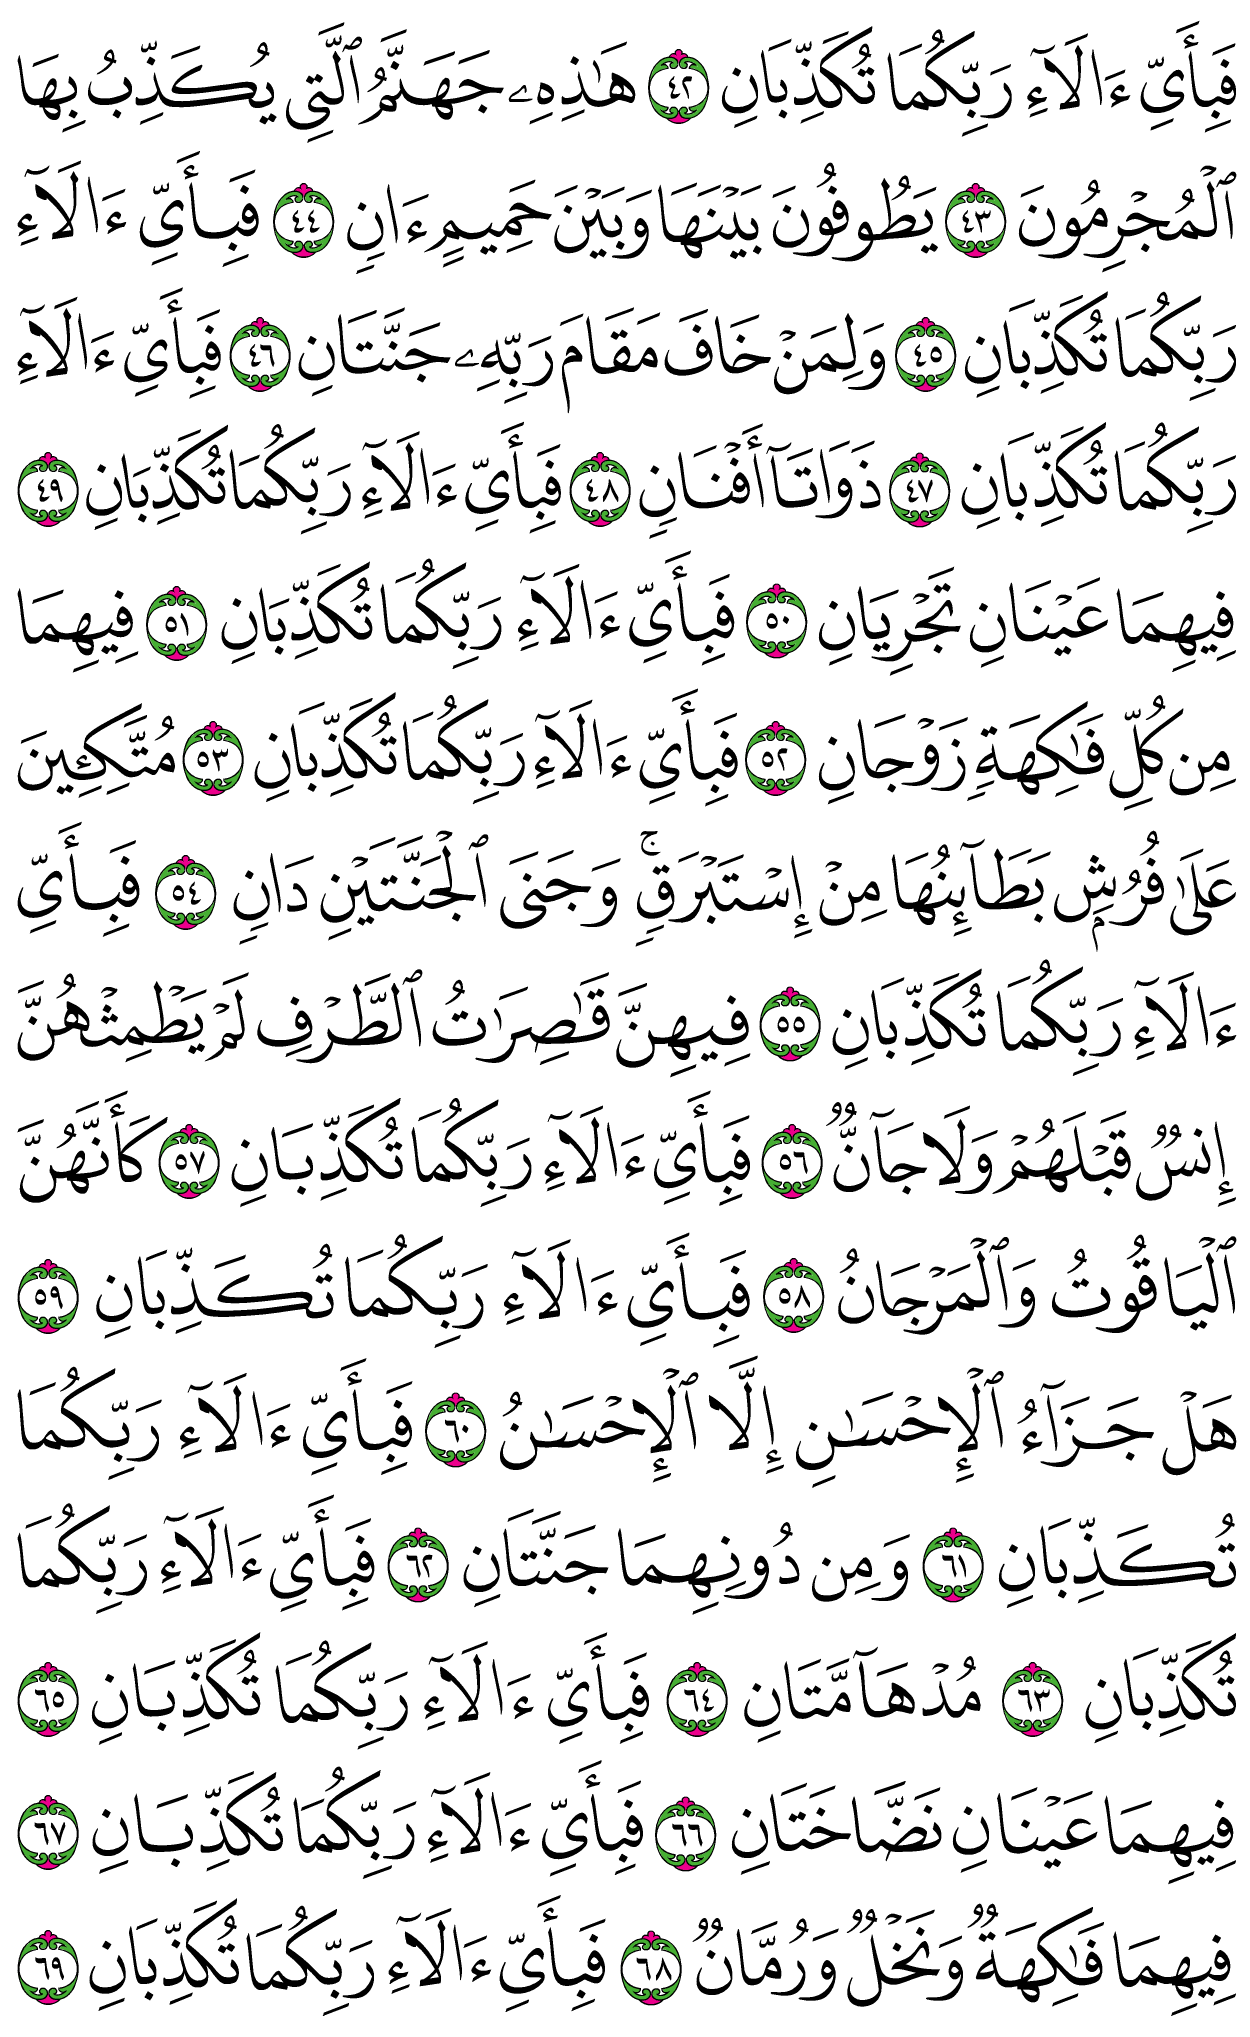 فَبِأَيِّ ءَالَآءِ رَبِّكُمَا تُكَذِّبَانِ ٤٢ هَٰذِهِۦ جَهَنَّمُ ٱلَّتِي يُكَذِّبُ بِهَا
ٱلۡمُجۡرِمُونَ ٤٣ يَطُوفُونَ بَيۡنَهَا وَبَيۡنَ حَمِيمٍ ءَانٖ ٤٤ فَبِأَيِّ ءَالَآءِ
رَبِّكُمَا تُكَذِّبَانِ ٤٥ وَلِمَنۡ خَافَ مَقَامَ رَبِّهِۦ جَنَّتَانِ ٤٦ فَبِأَيِّ ءَالَآءِ
رَبِّكُمَا تُكَذِّبَانِ ٤٧ ذَوَاتَآ أَفۡنَانٖ ٤٨ فَبِأَيِّ ءَالَآءِ رَبِّكُمَا تُكَذِّبَانِ ٤٩
فِيهِمَا عَيۡنَانِ تَجۡرِيَانِ ٥٠ فَبِأَيِّ ءَالَآءِ رَبِّكُمَا تُكَذِّبَانِ ٥١ فِيهِمَا
مِن كُلِّ فَٰكِهَةٖ زَوۡجَانِ ٥٢ فَبِأَيِّ ءَالَآءِ رَبِّكُمَا تُكَذِّبَانِ ٥٣ مُتَّكِـِٔينَ
عَلَىٰ فُرُشِۭ بَطَآئِنُهَا مِنۡ إِسۡتَبۡرَقٖۚ وَجَنَى ٱلۡجَنَّتَيۡنِ دَانٖ ٥٤ فَبِأَيِّ
ءَالَآءِ رَبِّكُمَا تُكَذِّبَانِ ٥٥ فِيهِنَّ قَٰصِرَٰتُ ٱلطَّرۡفِ لَمۡ يَطۡمِثۡهُنَّ
إِنسٞ قَبۡلَهُمۡ وَلَا جَآنّٞ ٥٦ فَبِأَيِّ ءَالَآءِ رَبِّكُمَا تُكَذِّبَانِ ٥٧ كَأَنَّهُنَّ
ٱلۡيَاقُوتُ وَٱلۡمَرۡجَانُ ٥٨ فَبِأَيِّ ءَالَآءِ رَبِّكُمَا تُكَذِّبَانِ ٥٩
هَلۡ جَزَآءُ ٱلۡإِحۡسَٰنِ إِلَّا ٱلۡإِحۡسَٰنُ ٦٠ فَبِأَيِّ ءَالَآءِ رَبِّكُمَا
تُكَذِّبَانِ ٦١ وَمِن دُونِهِمَا جَنَّتَانِ ٦٢ فَبِأَيِّ ءَالَآءِ رَبِّكُمَا
تُكَذِّبَانِ ٦٣ مُدۡهَآمَّتَانِ ٦٤ فَبِأَيِّ ءَالَآءِ رَبِّكُمَا تُكَذِّبَانِ ٦٥
فِيهِمَا عَيۡنَانِ نَضَّاخَتَانِ ٦٦ فَبِأَيِّ ءَالَآءِ رَبِّكُمَا تُكَذِّبَانِ ٦٧
فِيهِمَا فَٰكِهَةٞ وَنَخۡلٞ وَرُمَّانٞ ٦٨ فَبِأَيِّ ءَالَآءِ رَبِّكُمَا تُكَذِّبَانِ ٦٩